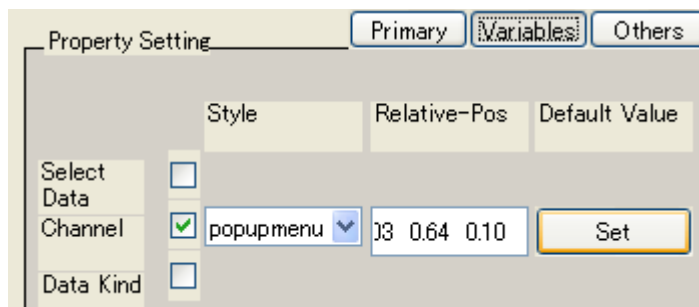 Property Setting Primary Variables Others
Style Relative-Pos Default Value
Select
Data
Channel popupmenu 03 0.64 0.10 Set
Data Kind